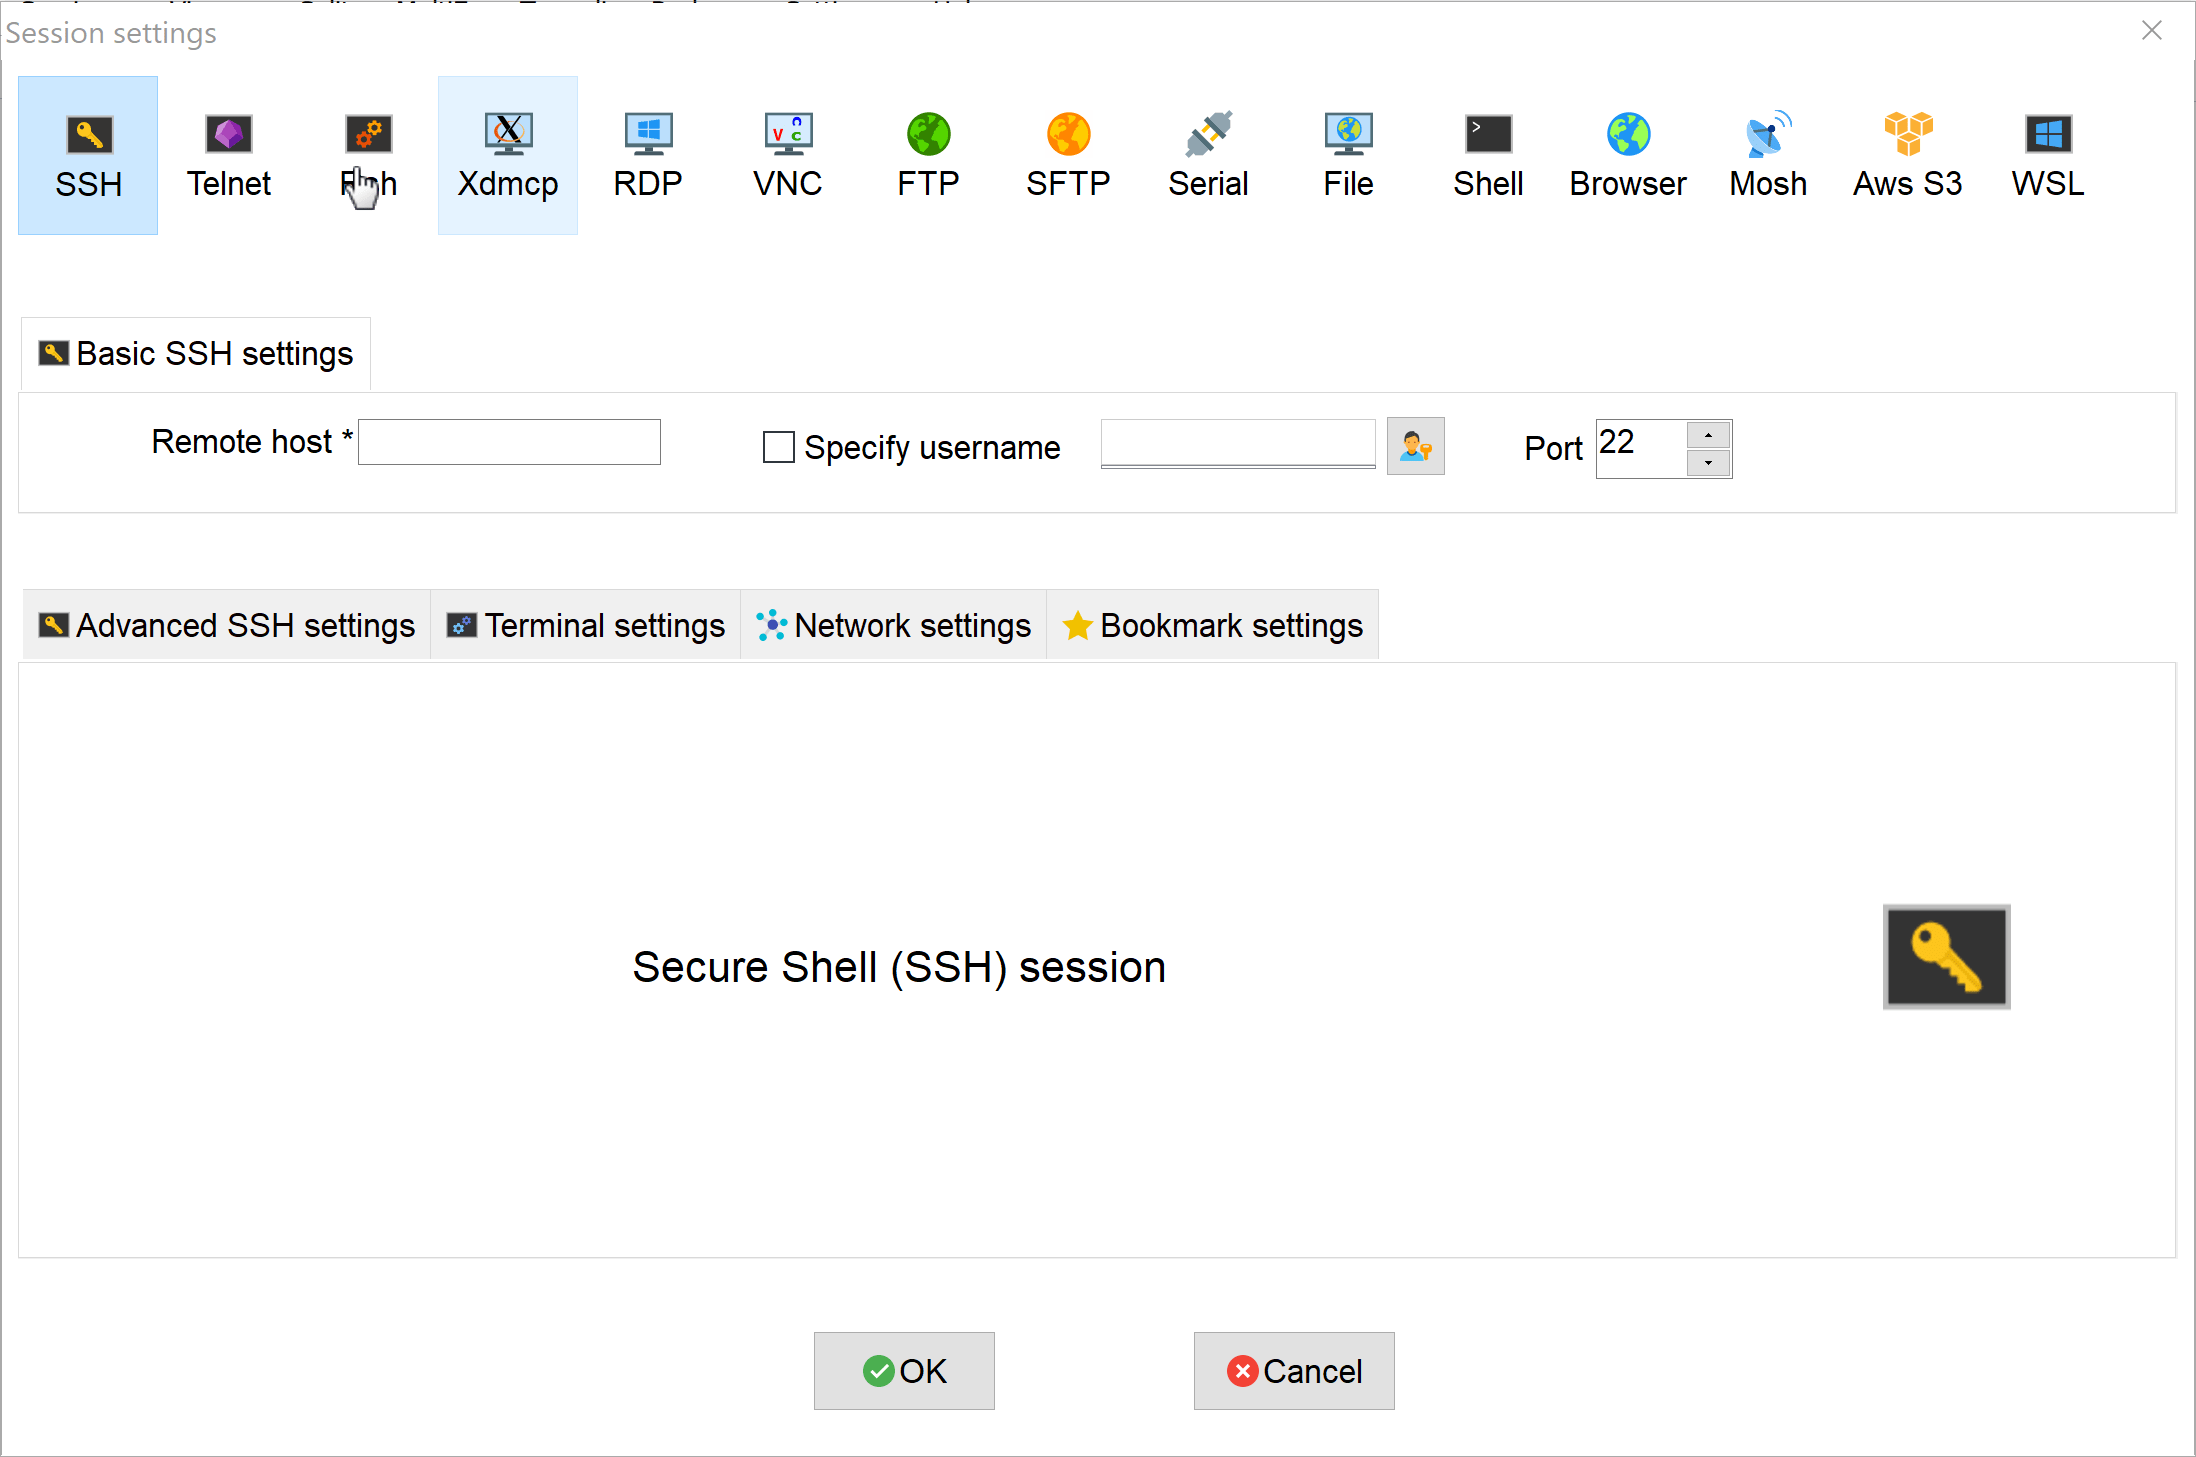 Session settings
SSH Telnet Xdmcp RDP VNC FTP SFTP Serial File Shell Browser Mosh Aws S3 WSL
Basic SSH settings
Remote host * Specify username Port 22
Advanced SSH settings Terminal settings Network settings Bookmark settings
Secure Shell (SSH) session
OK Cancel